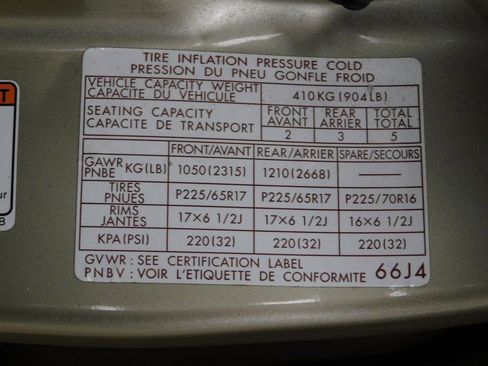 TIRE INFLATION PRESSURE COLD
PRESSION DU PNEU GONFLE FROID
VEHICLE CAPACITY WEIGHT
CAPACITE DU VÉHICULE 410KG(904LB)
SEATING CAPACITY FRONT REAR TOTAL
CAPACITE DE TRANSPORT AVANT ARRIER TOTAL
2 3 5
FRONT/AVANT REAR/ARRIER SPARE/SECOURS
GAWR
PNBE KG(LB) 1050(2315) 1210(2668) ——
TIRES
PNUES P225/65R17 P225/65R17 P225/70R16
RIMS
JANTES 17×6 1/2J 17×6 1/2J 16×6 1/2J
KPA(PSI) 220(32) 220(32) 220(32)
GVWR : SEE CERTIFICATION LABEL
PNBV : VOIR L'ETIQUETTE DE CONFORMITE 66J4
T
ur
B